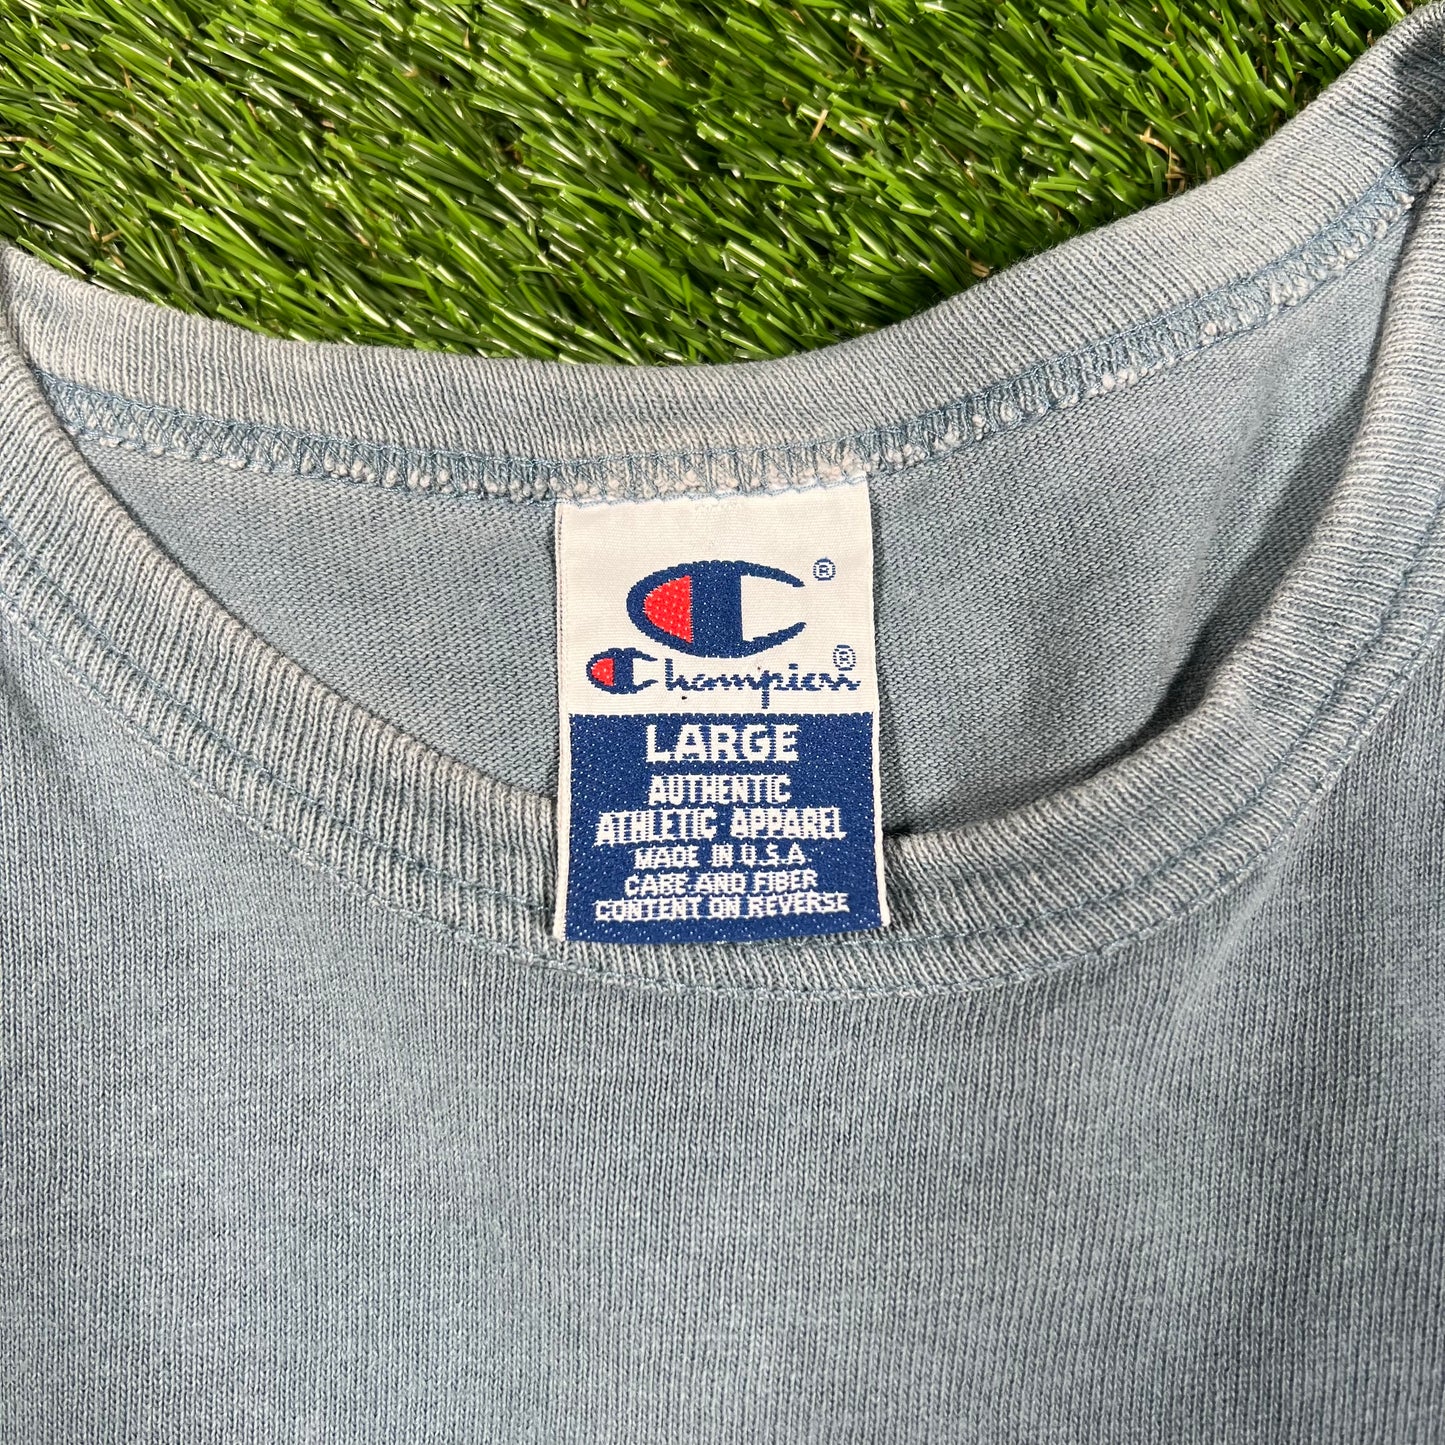 ®
Champion®
LARGE
AUTHENTIC
ATHLETIC APPAREL
MADE IN U.S.A.
CARE AND FIBER
CONTENT ON REVERSE